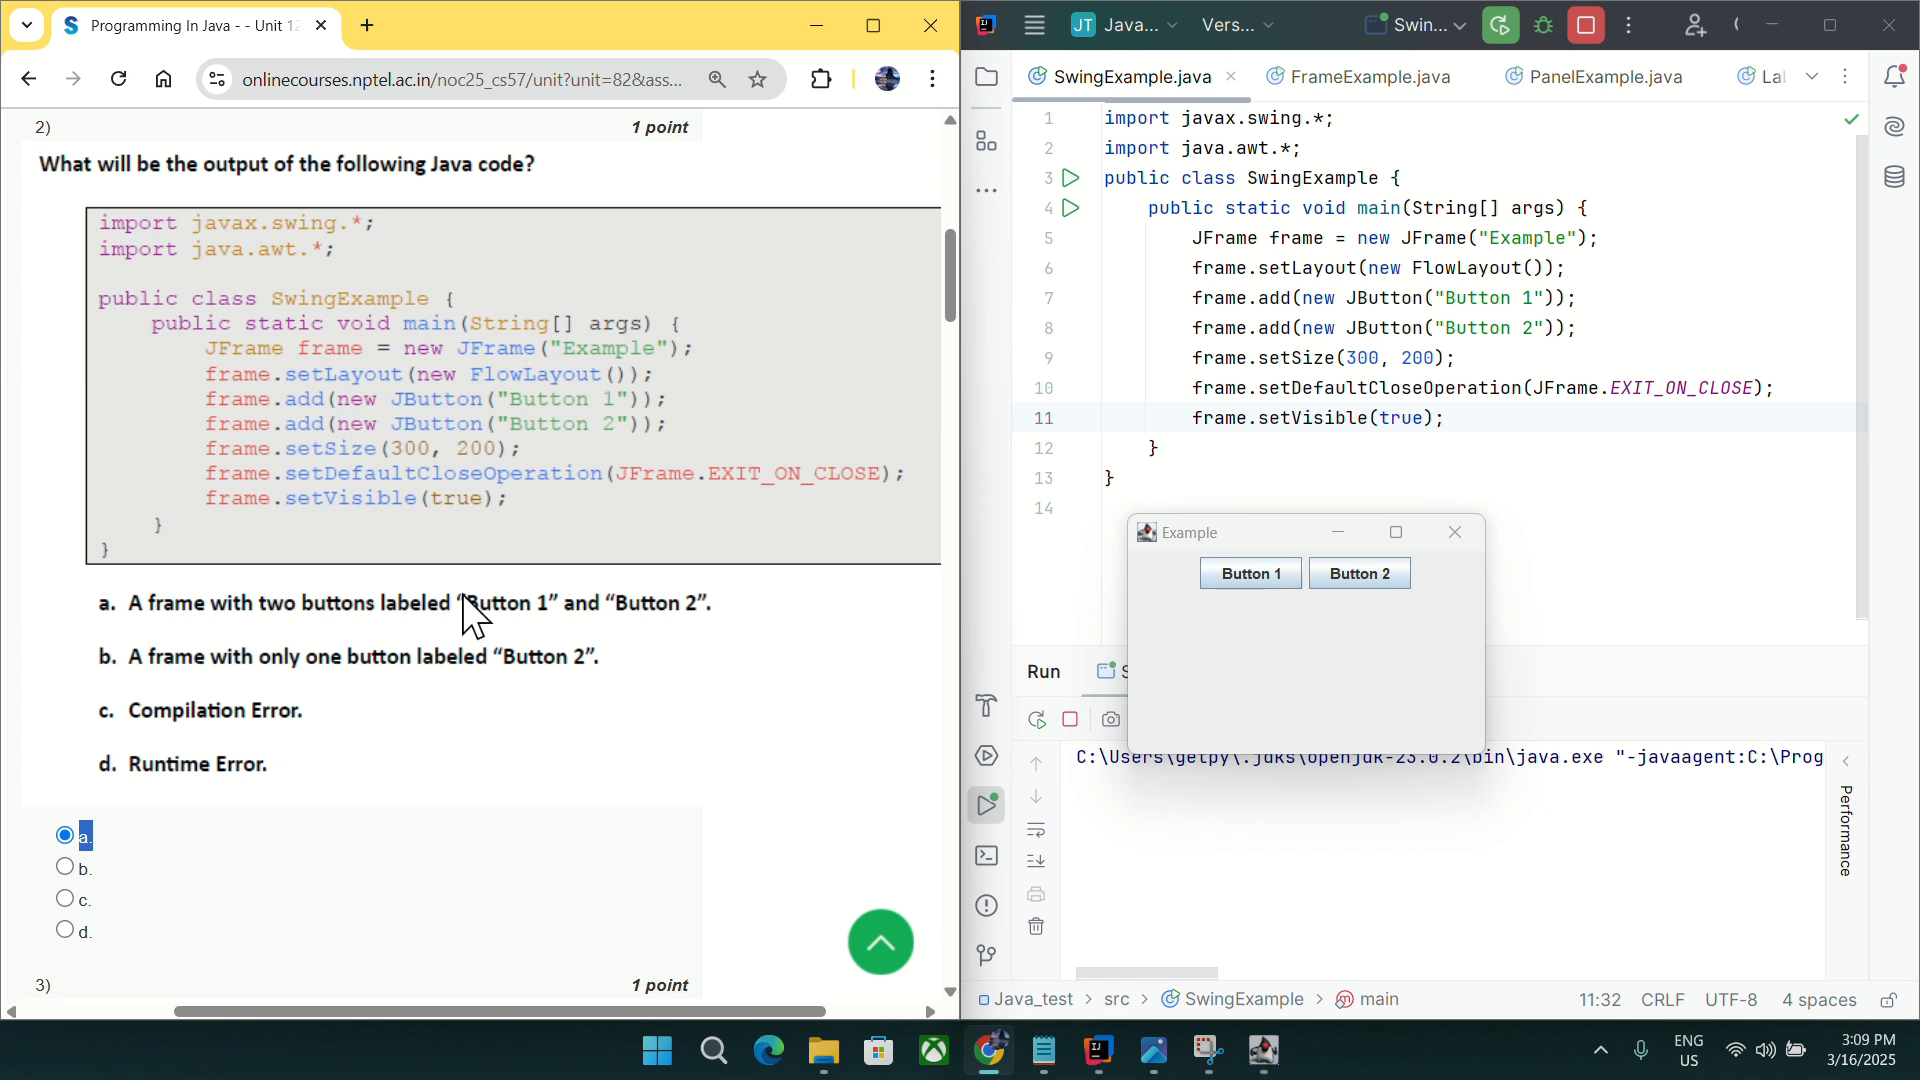 Programming In Java - - Unit 12
onlinecourses.nptel.ac.in/noc25_cs57/unit?unit=82&ass...
2)
1 point
What will be the output of the following Java code?
import javax.swing.*;
import java.awt.*;
public class SwingExample {
public static void main(String[] args) {
JFrame frame = new JFrame("Example");
frame.setLayout(new FlowLayout());
frame.add(new JButton("Button 1"));
frame.add(new JButton("Button 2"));
frame.setSize(300, 200);
frame.setDefaultCloseOperation(JFrame.EXIT_ON_CLOSE);
frame.setVisible(true);
}
}
a. A frame with two buttons labeled “Button 1” and “Button 2”.
b. A frame with only one button labeled “Button 2”.
c. Compilation Error.
d. Runtime Error.
a.
b.
c.
d.
3)
1 point
JT Java... Vers... Swin...
SwingExample.java FrameExample.java PanelExample.java La
1 import javax.swing.*;
2 import java.awt.*;
3 public class SwingExample {
4 public static void main(String[] args) {
5 JFrame frame = new JFrame("Example");
6 frame.setLayout(new FlowLayout());
7 frame.add(new JButton("Button 1"));
8 frame.add(new JButton("Button 2"));
9 frame.setSize(300, 200);
10 frame.setDefaultCloseOperation(JFrame.EXIT_ON_CLOSE);
11 frame.setVisible(true);
12 }
13 }
14
Example
Button 1 Button 2
Run S
C:\Users\getpy\.jdks\openjdk-23.0.2\bin\java.exe "-javaagent:C:\Prog
Performance
Java_test > src > SwingExample > main
11:32 CRLF UTF-8 4 spaces
ENG
US
3:09 PM
3/16/2025